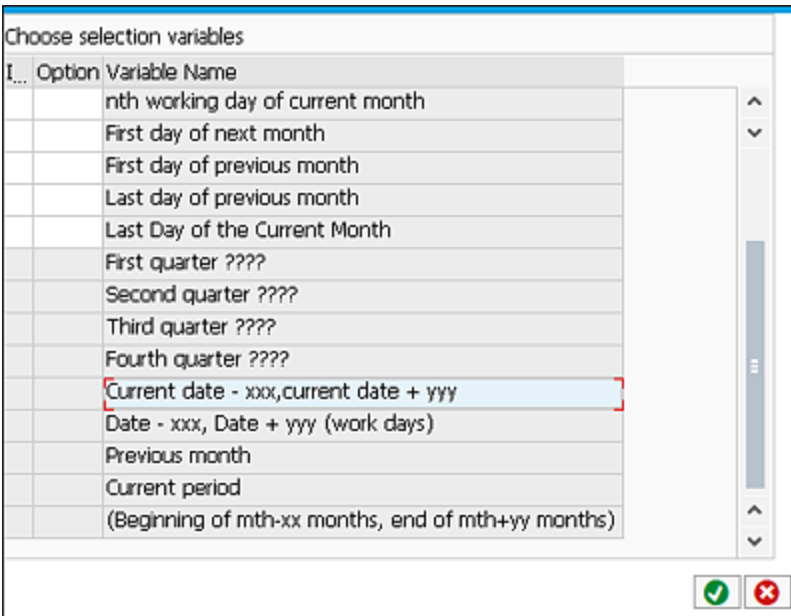 Choose selection variables
I... Option Variable Name
nth working day of current month
First day of next month
First day of previous month
Last day of previous month
Last Day of the Current Month
First quarter ????
Second quarter ????
Third quarter ????
Fourth quarter ????
Current date - xxx,current date + yyy
Date - xxx, Date + yyy (work days)
Previous month
Current period
(Beginning of mth-xx months, end of mth+yy months)